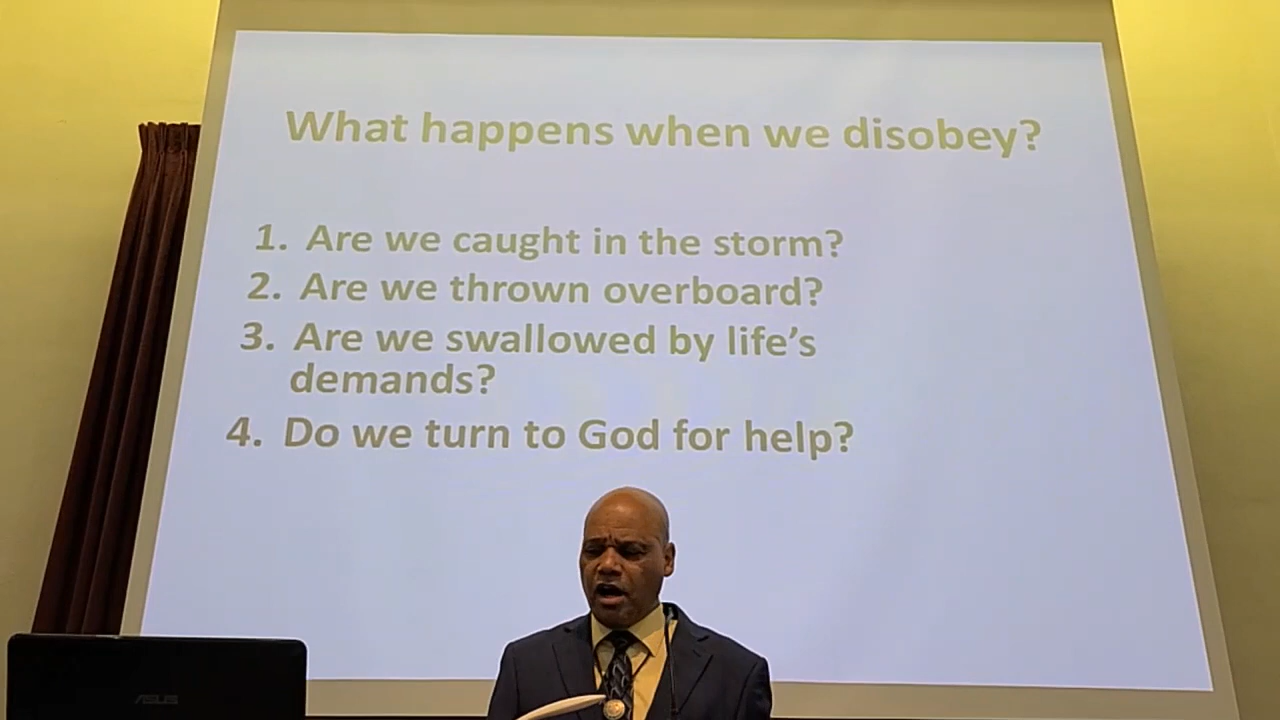 What happens when we disobey?
1. Are we caught in the storm?
2. Are we thrown overboard?
3. Are we swallowed by life’s
demands?
4. Do we turn to God for help?
ASUS